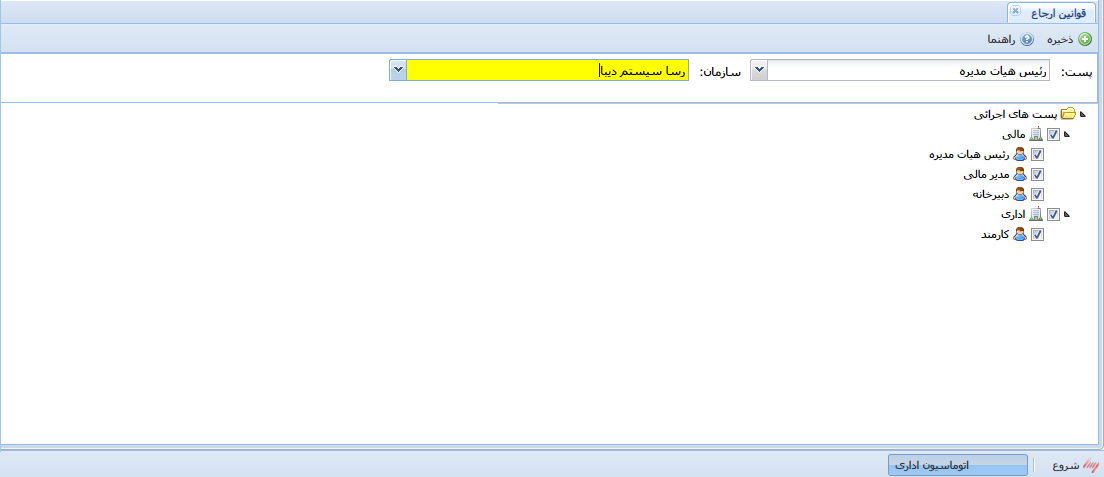 قوانین ارجاع
ذخیره راهنما
پست: رئیس هیات مدیره سازمان: رسا سیستم دیبا
پست های اجرائی
مالی
رئیس هیات مدیره
مدیر مالی
دبیرخانه
اداری
کارمند
شروع اتوماسیون اداری